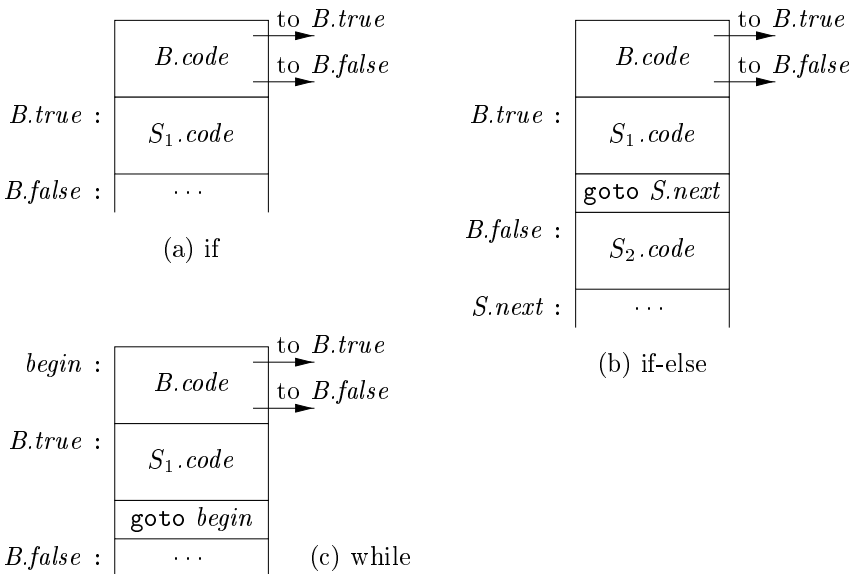 to B.true
B.code
to B.false
B.true :
S₁.code
B.false :
· · ·
(a) if
to B.true
B.code
to B.false
B.true :
S₁.code
goto S.next
B.false :
S₂.code
S.next :
· · ·
(b) if-else
begin :
to B.true
B.code
to B.false
B.true :
S₁.code
goto begin
B.false :
· · ·
(c) while